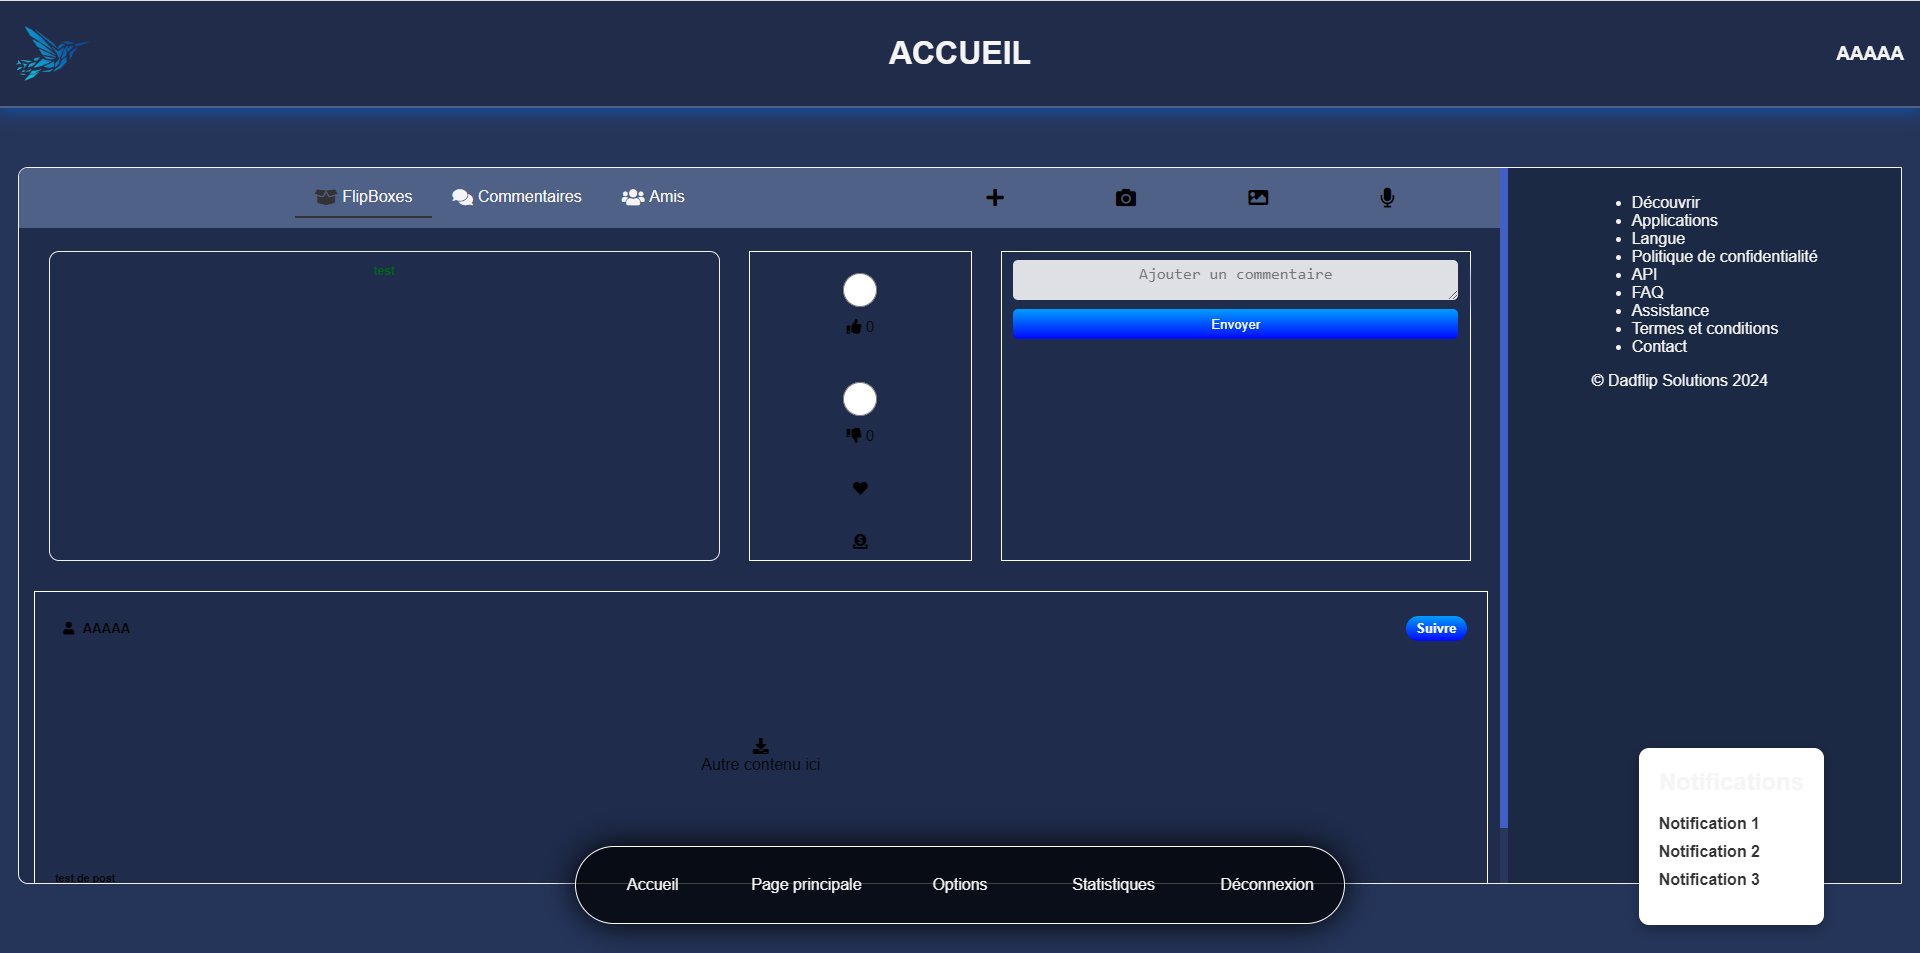 ACCUEIL
AAAAA
FlipBoxes
Commentaires
Amis
test
0
0
Ajouter un commentaire
Envoyer
AAAAA
Suivre
Autre contenu ici
test de post
Découvrir
Applications
Langue
Politique de confidentialité
API
FAQ
Assistance
Termes et conditions
Contact
© Dadflip Solutions 2024
Notifications
Notification 1
Notification 2
Notification 3
Accueil
Page principale
Options
Statistiques
Déconnexion